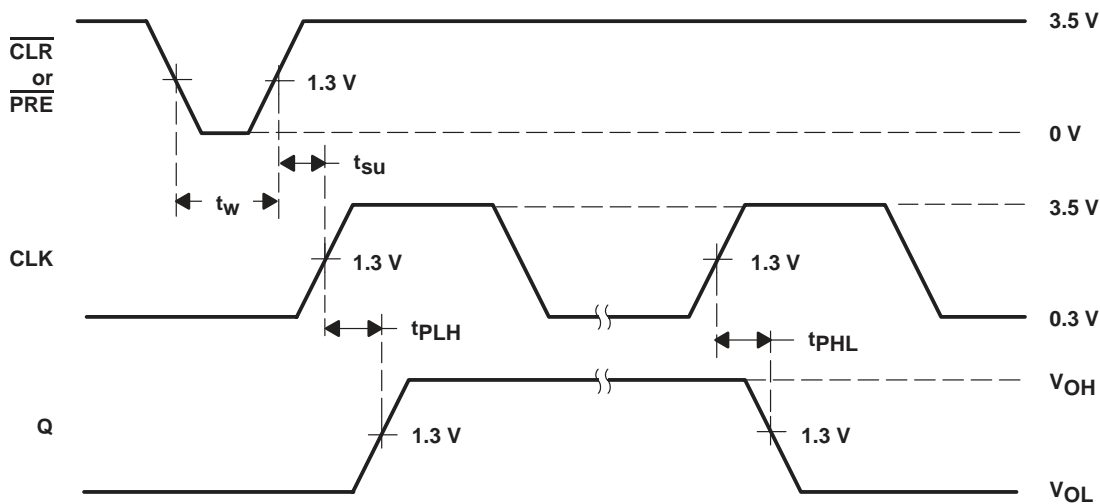 3.5 V
CLR
or
PRE
1.3 V
0 V
tsu
tw
3.5 V
CLK
1.3 V
1.3 V
tPLH
tPHL
0.3 V
VOH
Q
1.3 V
1.3 V
VOL